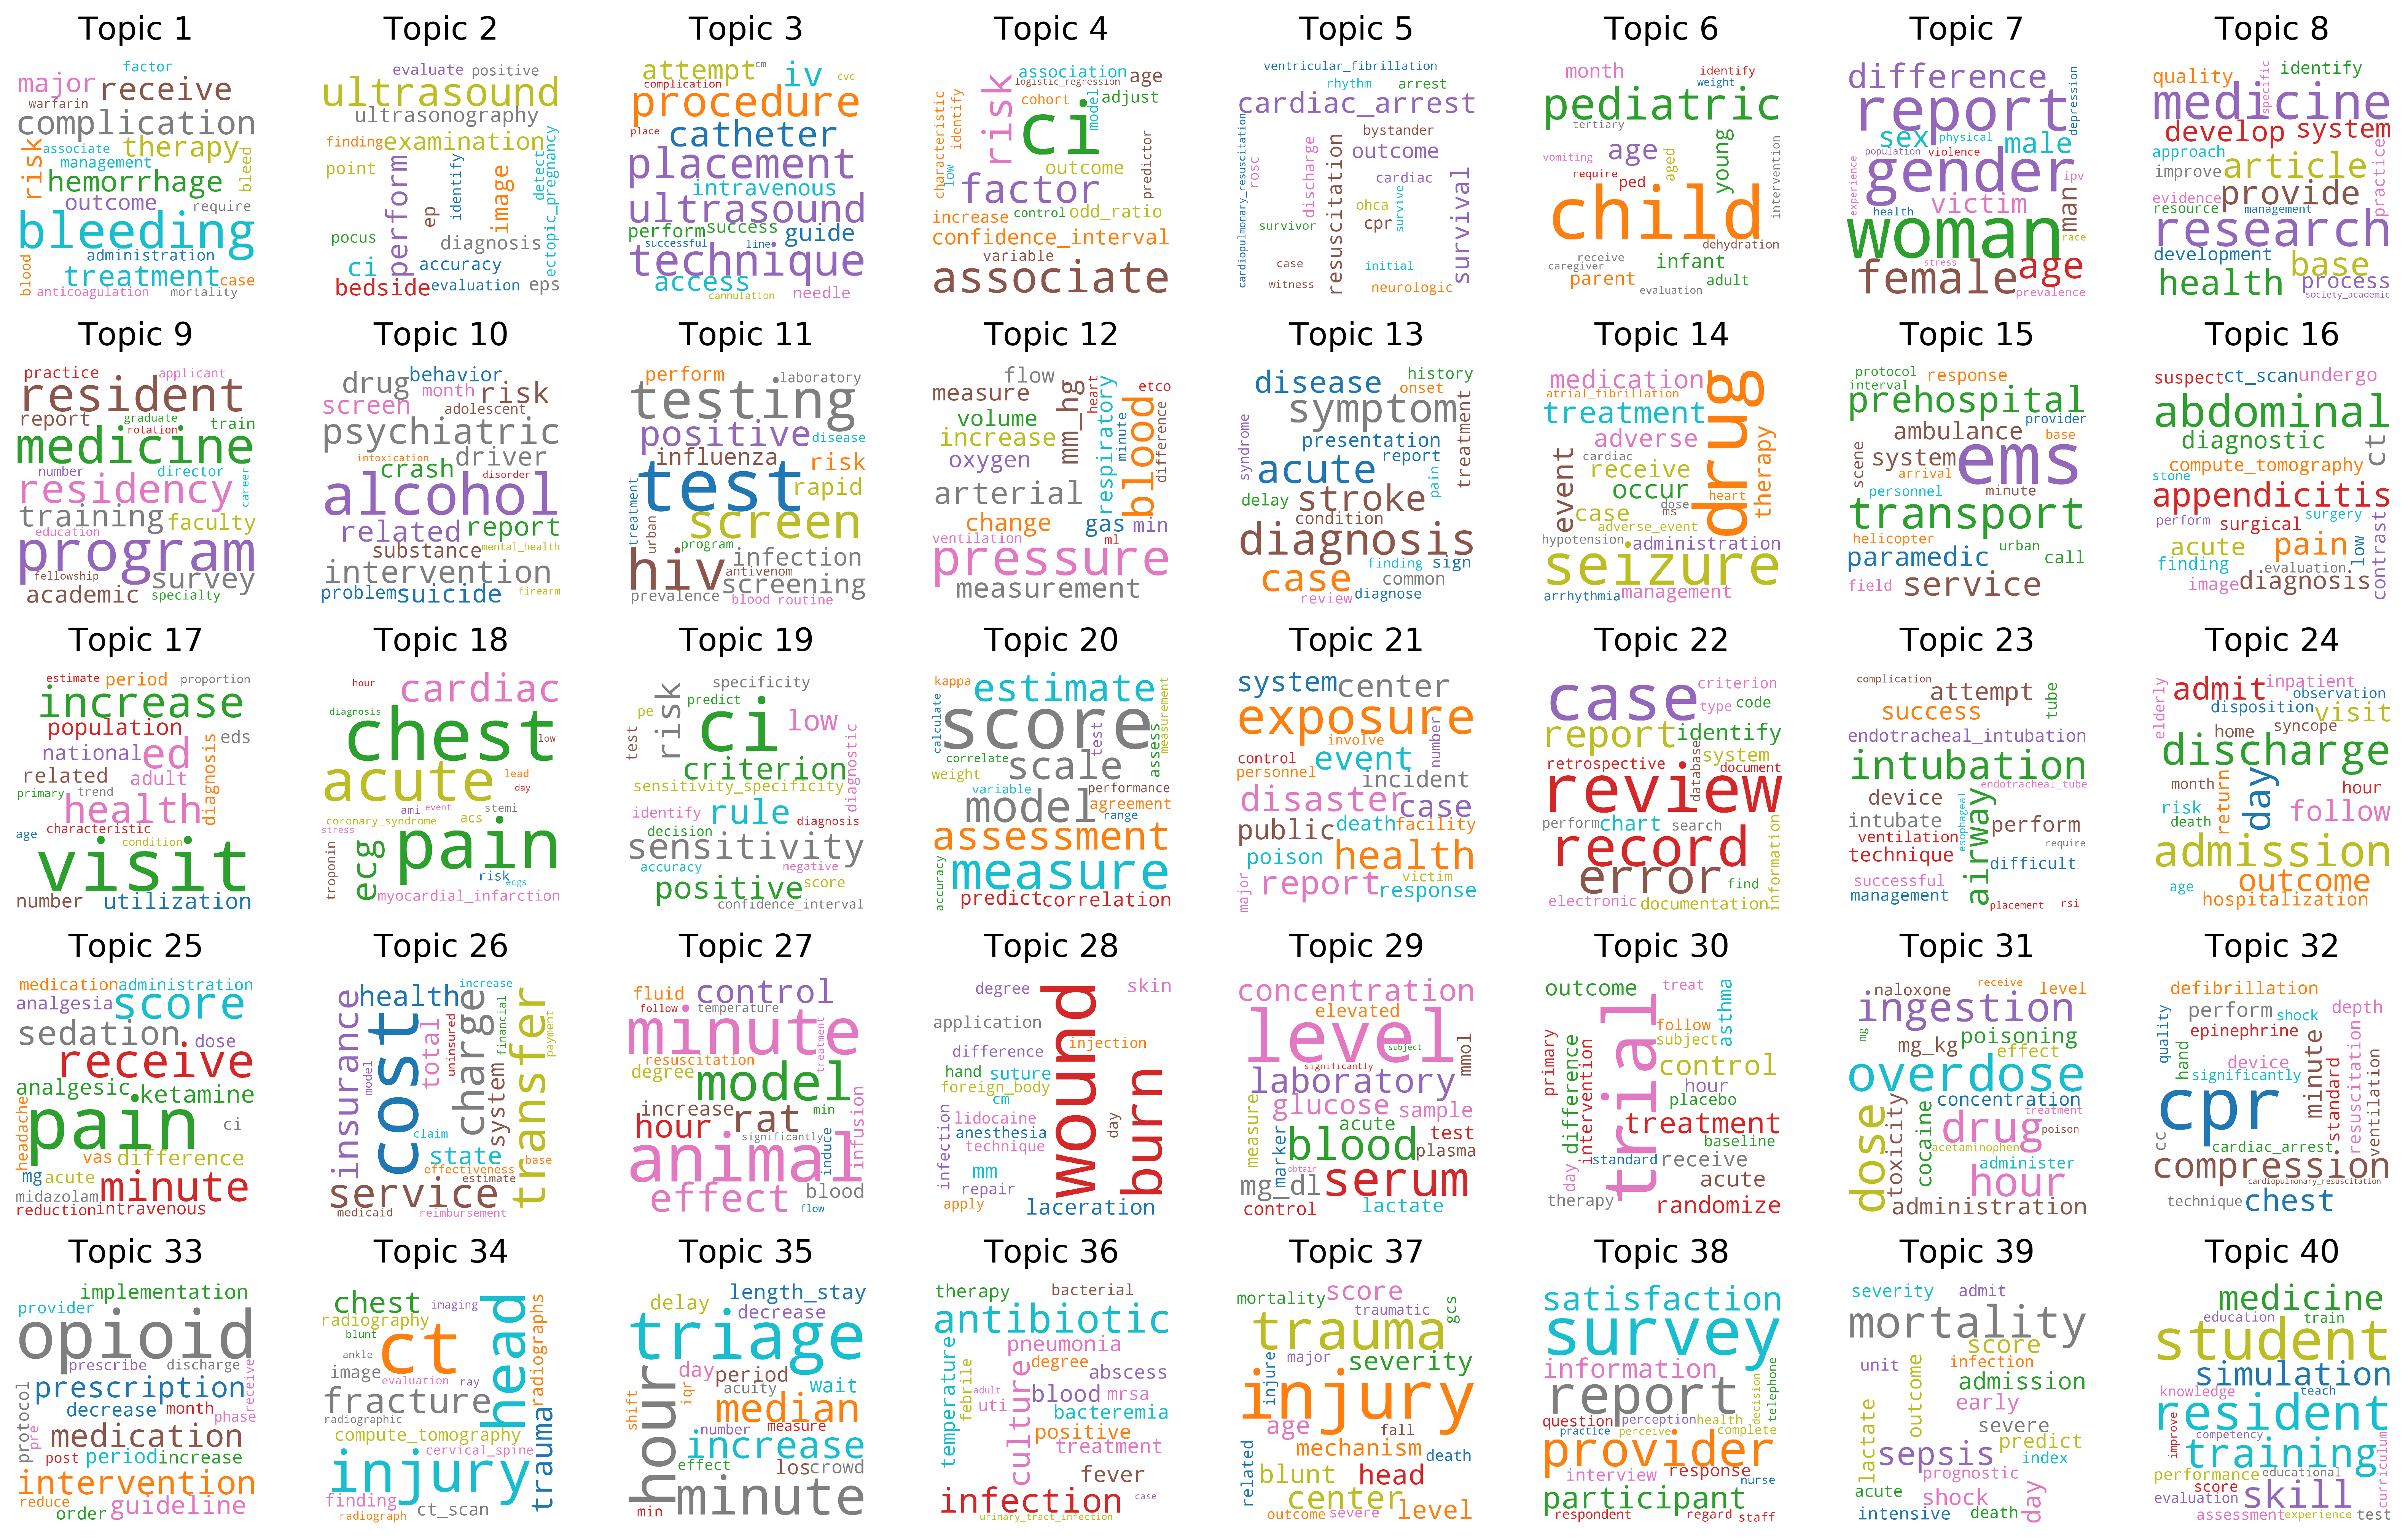 Topic 1
factor
major receive
warfarin
complication
risk associate therapy bleed
management
hemorrhage
outcome require
bleeding
administration
blood treatment case
anticoagulation mortality
Topic 2
evaluate positive
ultrasound
ultrasonography
finding examination
point perform ep identify image detect ectopic_pregnancy
pocus diagnosis
ci accuracy
bedside evaluation eps
Topic 3
attempt cm iv cvc
complication
procedure
place catheter
placement
intravenous
ultrasound
perform success guide
successful line
technique
access needle
cannulation
Topic 4
association age
logistic_regression
characteristic identify risk cohort model adjust
low ci predictor
outcome
factor
increase control odd_ratio
confidence_interval
variable
associate
Topic 5
ventricular_fibrillation
rhythm arrest
cardiac_arrest
cardiopulmonary_resuscitation rosc discharge resuscitation bystander
outcome
cardiac survival
ohca survive
survivor cpr
case initial
witness neurologic
Topic 6
month identify
weight
pediatric
tertiary
vomiting age aged young intervention
require ped
child
dehydration
receive
caregiver infant
parent adult
evaluation
Topic 7
difference depression
report
sex physical male
population violence
experience gender ipv
victim man
health
woman race
stress
female age
prevalence
Topic 8
quality specific identify
medicine
develop system
approach article practice
improve
evidence provide
resource management
research
development base
health process
society_academic
Topic 9
practice applicant
resident
report graduate train
rotation
medicine
number director career
residency
training faculty
education
program
fellowship survey
academic specialty
Topic 10
drug behavior
month risk
screen adolescent
psychiatric
intoxication driver
crash disorder
alcohol
related report
substance mental_health
intervention
problem suicide firearm
Topic 11
perform laboratory
testing
positive disease
influenza risk
test rapid
treatment urban screen
program infection
hiv antivenom
screening
prevalence blood routine
Topic 12
flow etco
measure mm_hg heart respiratory minute blood difference
volume
increase
oxygen
arterial
change gas min
ventilation ml
pressure
measurement
Topic 13
disease history
onset
symptom
syndrome presentation treatment
acute report pain
delay stroke
condition
diagnosis
case finding sign
common
review diagnose
Topic 14
medication drug
atrial_fibrillation
treatment
adverse therapy
event cardiac
receive
occur heart
case dose ms
adverse_event
hypotension administration
seizure
arrhythmia management
Topic 15
protocol response
interval
prehospital
ambulance provider
scene system base
arrival ems
personnel minute
transport
helicopter urban
paramedic call
field service
Topic 16
suspect ct_scan undergo
abdominal
diagnostic ct
compute_tomography
stone
appendicitis
perform surgical surgery
acute pain low contrast
finding evaluation
image diagnosis
Topic 17
estimate period proportion
increase
population eds
national ed diagnosis
related adult
primary trend
health
age characteristic
condition
visit
number utilization
Topic 18
hour cardiac
diagnosis
chest low
acute lead
day
ami event stemi
coronary_syndrome acs
stress pain
troponin ecg
risk ecgs
myocardial_infarction
Topic 19
specificity
risk predict
test pe ci low diagnostic
criterion
sensitivity_specificity
identify rule diagnosis
decision
sensitivity
accuracy negative
positive score
confidence_interval
Topic 20
kappa estimate measurement
calculate score test assess
correlate scale
weight
variable performance
model agreement
range
assessment
accuracy measure
predict correlation
Topic 21
system center
exposure
involve number
control event
personnel incident
disaster case
public death facility
poison health
major victim
report response
Topic 22
case criterion
type code
report identify
database system
retrospective document
review
perform chart search
record information
error find
electronic documentation
Topic 23
complication
attempt tube
success
endotracheal_intubation
intubation
endotracheal_tube
device esophageal airway
intubate perform
ventilation require
technique difficult
successful
management placement rsi
Topic 24
elderly admit inpatient
observation
disposition visit
home syncope
discharge
month return day hour
risk follow
death
admission
age outcome
hospitalization
Topic 25
medication administration
analgesia score
sedation
receive dose
analgesic ketamine
headache pain ci
vas difference
mg acute
midazolam minute
reduction intravenous
Topic 26
increase
insurance health charge financial transfer payment
model cost total uninsured system
claim
state
effectiveness base
estimate
service
medicaid reimbursement
Topic 27
fluid control
follow temperature
minute treatment
resuscitation
degree model
increase rat min
hour significantly induce infusion
animal
effect blood
flow
Topic 28
degree wound skin
application
difference injection
hand suture
foreign_body
cm
infection lidocaine day burn
anesthesia
technique
mm
repair
apply laceration
Topic 29
concentration
elevated
level subject mmol
significantly
laboratory
measure marker glucose sample
acute test
blood plasma
obtain
mg_dl serum
control lactate
Topic 30
outcome trial treat asthma
primary difference intervention follow
subject
control
hour
placebo
treatment
baseline
day standard receive
acute
therapy randomize
Topic 31
naloxone receive level
ingestion
mg poisoning
mg_kg effect
overdose
concentration
dose toxicity cocaine treatment
drug poison
acetaminophen
administer
hour
administration
Topic 32
defibrillation
quality perform shock depth
epinephrine minute
hand device standard resuscitation ventilation
significantly
cpr
cc cardiac_arrest
compression
cardiopulmonary_resuscitation
technique chest
Topic 33
implementation
provider
opioid
prescribe discharge receive
prescription
protocol pre decrease month phase
medication
post period increase
intervention
reduce
order guideline
Topic 34
chest imaging head radiographs
radiography
blunt ct
ankle
image
evaluation ray
fracture
radiographic trauma
compute_tomography
cervical_spine
injury
finding ct_scan
radiograph
Topic 35
length_stay
delay decrease
triage
day period
shift hour iqr acuity wait
median
number measure
increase
effect los crowd
min minute
Topic 36
therapy bacterial
antibiotic
temperature febrile pneumonia
culture degree
adult abscess
uti blood mrsa
bacteremia
positive
treatment
fever
infection case
urinary_tract_infection
Topic 37
mortality score
traumatic gcs
trauma
injure major severity
injury
age fall
related mechanism death
blunt head
center level
outcome severe
Topic 38
satisfaction
survey
information decision telephone
report
question perception health
practice perceive complete
provider
interview response nurse
participant
respondent regard staff
Topic 39
severity admit
mortality
score
unit outcome infection
admission
early
lactate severe
sepsis predict
prognostic index
acute shock day
intensive death
Topic 40
medicine
education train
student
simulation
knowledge teach
resident
improve competency curriculum
training
performance educational
score
evaluation skill
assessment experience test